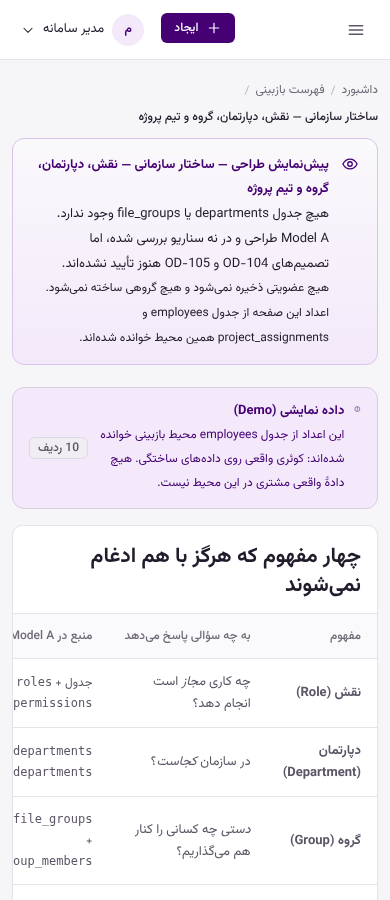 ایجاد
م
مدیر سامانه
داشبورد / فهرست بازبینی /
ساختار سازمانی — نقش، دپارتمان، گروه و تیم پروژه
پیش‌نمایش طراحی — ساختار سازمانی — نقش، دپارتمان،
گروه و تیم پروژه
هیچ جدول departments یا file_groups وجود ندارد.
Model A طراحی و در نه سناریو بررسی شده، اما
تصمیم‌های OD-104 و OD-105 هنوز تأیید نشده‌اند.
هیچ عضویتی ذخیره نمی‌شود و هیچ گروهی ساخته نمی‌شود.
اعداد این صفحه از جدول employees و
project_assignments همین محیط خوانده شده‌اند.
داده نمایشی (Demo)
این اعداد از جدول employees محیط بازبینی خوانده
شده‌اند: کوئری واقعی روی داده‌های ساختگی. هیچ
دادهٔ واقعی مشتری در این محیط نیست.
10 ردیف
چهار مفهوم که هرگز با هم ادغام
نمی‌شوند
مفهوم
به چه سؤالی پاسخ می‌دهد
منبع در Model A
نقش (Role)
چه کاری مجاز است
انجام دهد؟
جدول roles +
permissions
دپارتمان
(Department)
در سازمان کجاست؟
departments
departments
گروه (Group)
دستی چه کسانی را کنار
هم می‌گذاریم؟
file_groups
+
oup_members